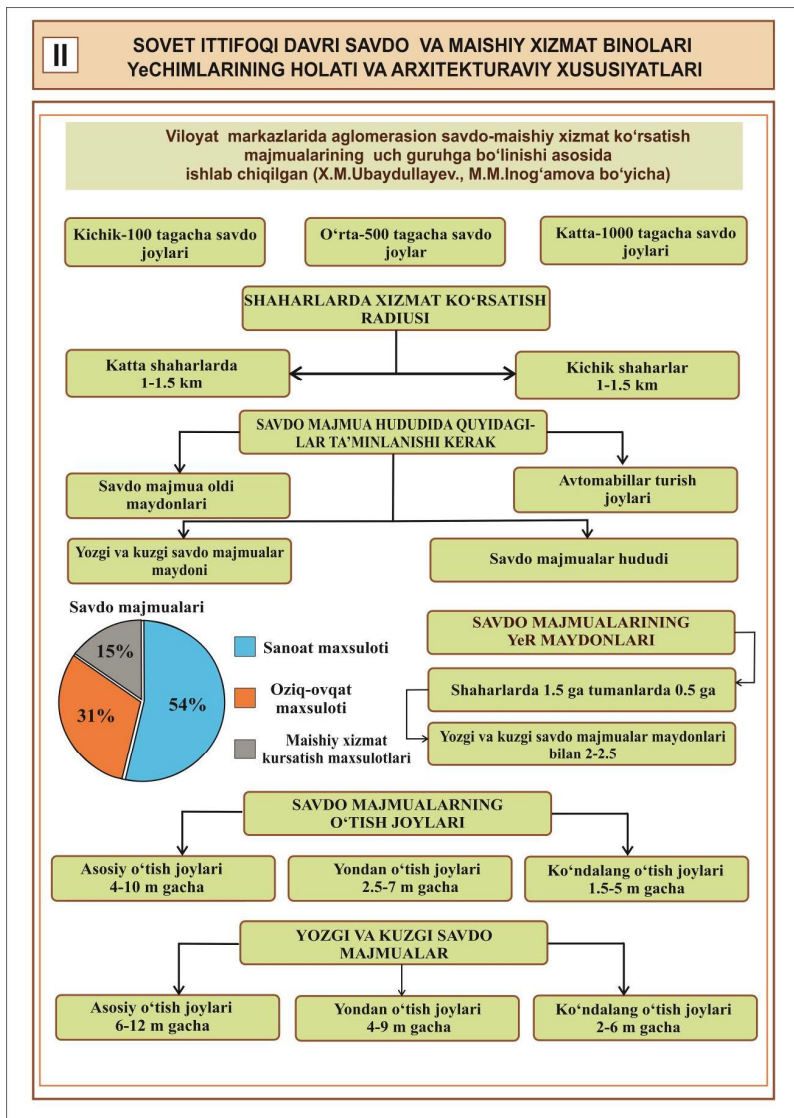 II
SOVET ITTIFOQI DAVRI SAVDO VA MAISHIY XIZMAT BINOLARI
YeCHIMLARINING HOLATI VA ARXITEKTURAVIY XUSUSIYATLARI
Viloyat markazlarida aglomerasion savdo-maishiy xizmat ko‘rsatish
majmualarining uch guruhga bo‘linishi asosida
ishlab chiqilgan (X.M.Ubaydullayev., M.M.Inog‘amova bo‘yicha)
Kichik-100 tagacha savdo
joylari
O‘rta-500 tagacha savdo
joylar
Katta-1000 tagacha savdo
joylari
SHAHARLARDA XIZMAT KO‘RSATISH
RADIUSI
Katta shaharlarda
1-1.5 km
Kichik shaharlar
1-1.5 km
SAVDO MAJMUA HUDUDIDA QUYIDAGI-
LAR TA’MINLANISHI KERAK
Savdo majmua oldi
maydonlari
Avtomabillar turish
joylari
Yozgi va kuzgi savdo majmualar
maydoni
Savdo majmualar hududi
Savdo majmualari
15%
31%
54%
Sanoat maxsuloti
Oziq-ovqat
maxsuloti
Maishiy xizmat
kursatish maxsulotlari
SAVDO MAJMUALARINING
YeR MAYDONLARI
Shaharlarda 1.5 ga tumanlarda 0.5 ga
Yozgi va kuzgi savdo majmualar maydonlari
bilan 2-2.5
SAVDO MAJMUALARNING
O‘TISH JOYLARI
Asosiy o‘tish joylari
4-10 m gacha
Yondan o‘tish joylari
2.5-7 m gacha
Ko‘ndalang o‘tish joylari
1.5-5 m gacha
YOZGI VA KUZGI SAVDO
MAJMUALAR
Asosiy o‘tish joylari
6-12 m gacha
Yondan o‘tish joylari
4-9 m gacha
Ko‘ndalang o‘tish joylari
2-6 m gacha